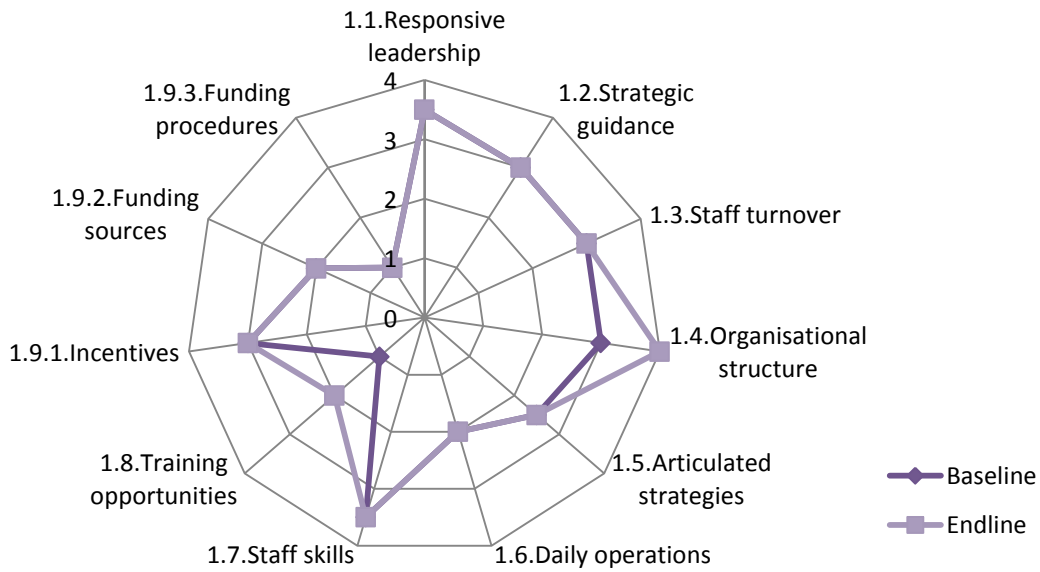 1.1.Responsive
leadership
1.2.Strategic
guidance
1.3.Staff turnover
1.4.Organisational
structure
1.5.Articulated
strategies
1.6.Daily operations
1.7.Staff skills
1.8.Training
opportunities
1.9.1.Incentives
1.9.2.Funding
sources
1.9.3.Funding
procedures
4
3
2
1
0
Baseline
Endline